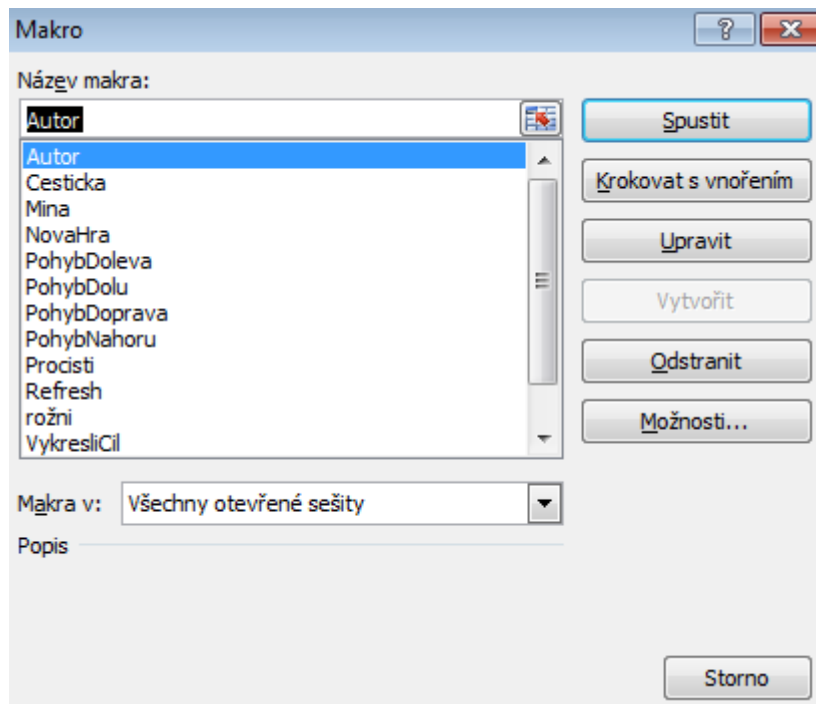 Makro
Název makra:
Autor
Autor
Cesticka
Mina
NovaHra
PohybDoleva
PohybDolu
PohybDoprava
PohybNahoru
Procisti
Refresh
rožni
VykresliCil
Spustit
Krokovat s vnořením
Upravit
Vytvořit
Odstranit
Možnosti...
Makra v: Všechny otevřené sešity
Popis
Storno